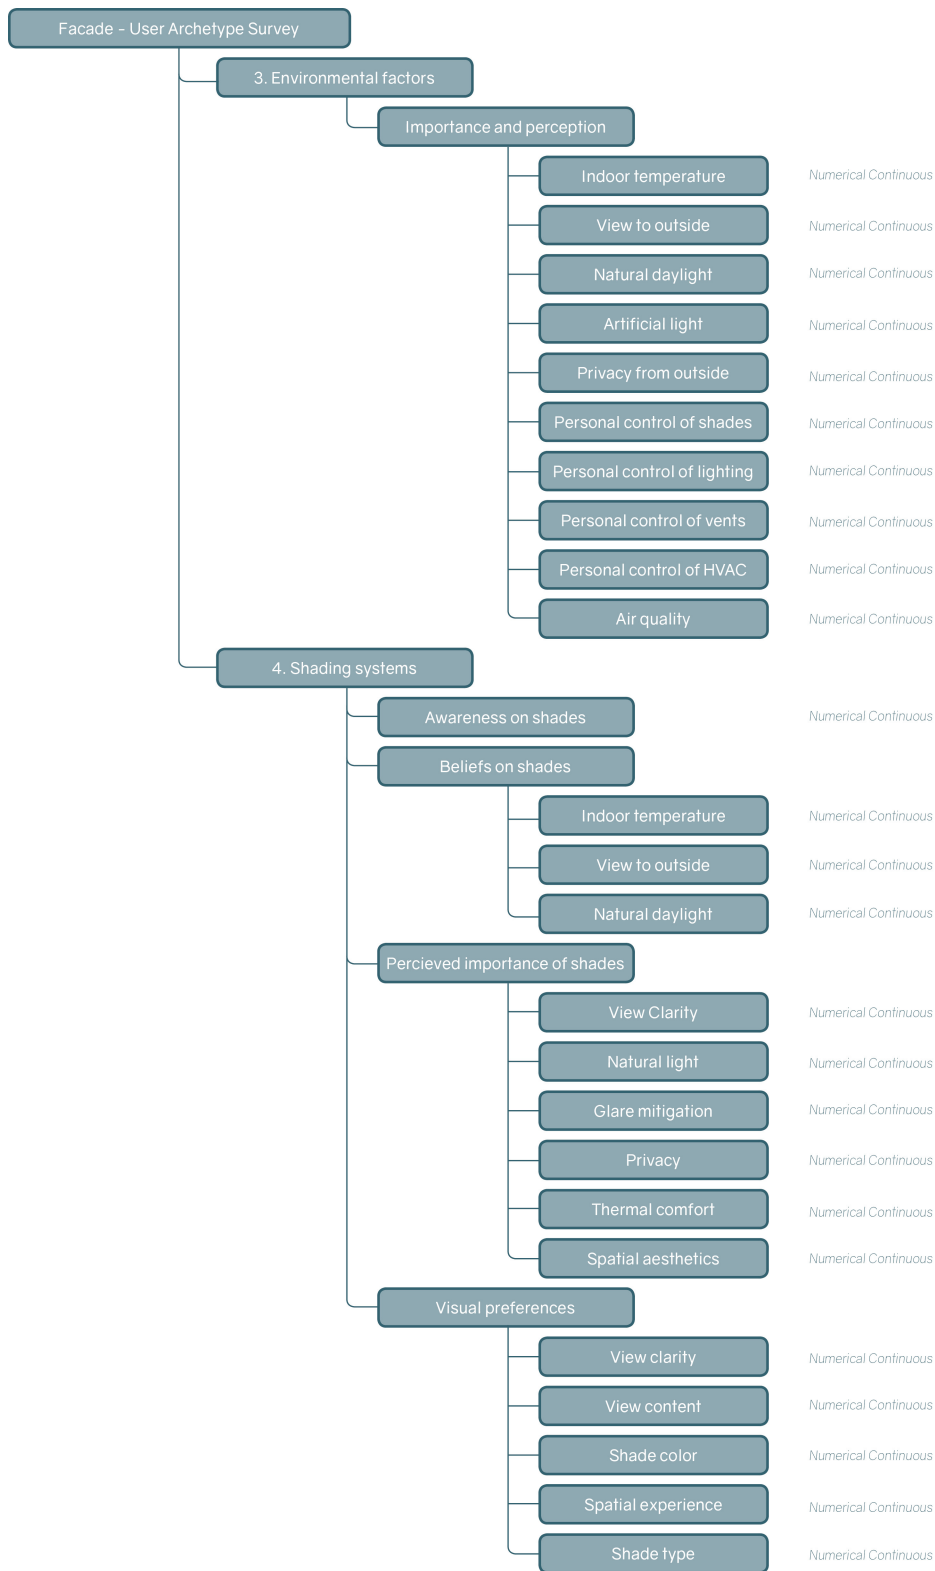 Facade - User Archetype Survey
3. Environmental factors
Importance and perception
Indoor temperature Numerical Continuous
View to outside Numerical Continuous
Natural daylight Numerical Continuous
Artificial light Numerical Continuous
Privacy from outside Numerical Continuous
Personal control of shades Numerical Continuous
Personal control of lighting Numerical Continuous
Personal control of vents Numerical Continuous
Personal control of HVAC Numerical Continuous
Air quality Numerical Continuous
4. Shading systems
Awareness on shades Numerical Continuous
Beliefs on shades
Indoor temperature Numerical Continuous
View to outside Numerical Continuous
Natural daylight Numerical Continuous
Percieved importance of shades
View Clarity Numerical Continuous
Natural light Numerical Continuous
Glare mitigation Numerical Continuous
Privacy Numerical Continuous
Thermal comfort Numerical Continuous
Spatial aesthetics Numerical Continuous
Visual preferences
View clarity Numerical Continuous
View content Numerical Continuous
Shade color Numerical Continuous
Spatial experience Numerical Continuous
Shade type Numerical Continuous